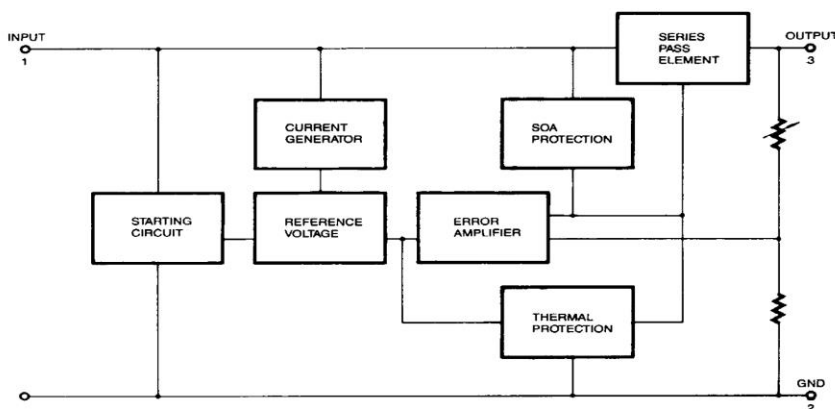 INPUT
1
SERIES
PASS
ELEMENT
OUTPUT
3
CURRENT
GENERATOR
SOA
PROTECTION
STARTING
CIRCUIT
REFERENCE
VOLTAGE
ERROR
AMPLIFIER
THERMAL
PROTECTION
GND
2